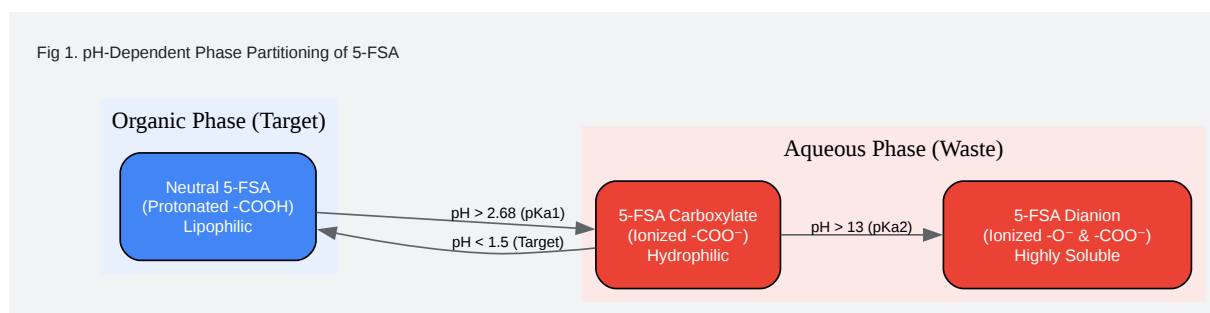 Fig 1. pH-Dependent Phase Partitioning of 5-FSA
Organic Phase (Target)
Neutral 5-FSA
(Protonated -COOH)
Lipophilic
pH > 2.68 (pKa1)
pH < 1.5 (Target)
Aqueous Phase (Waste)
5-FSA Carboxylate
(Ionized -COO⁻)
Hydrophilic
pH > 13 (pKa2)
5-FSA Dianion
(Ionized -O⁻ & -COO⁻)
Highly Soluble